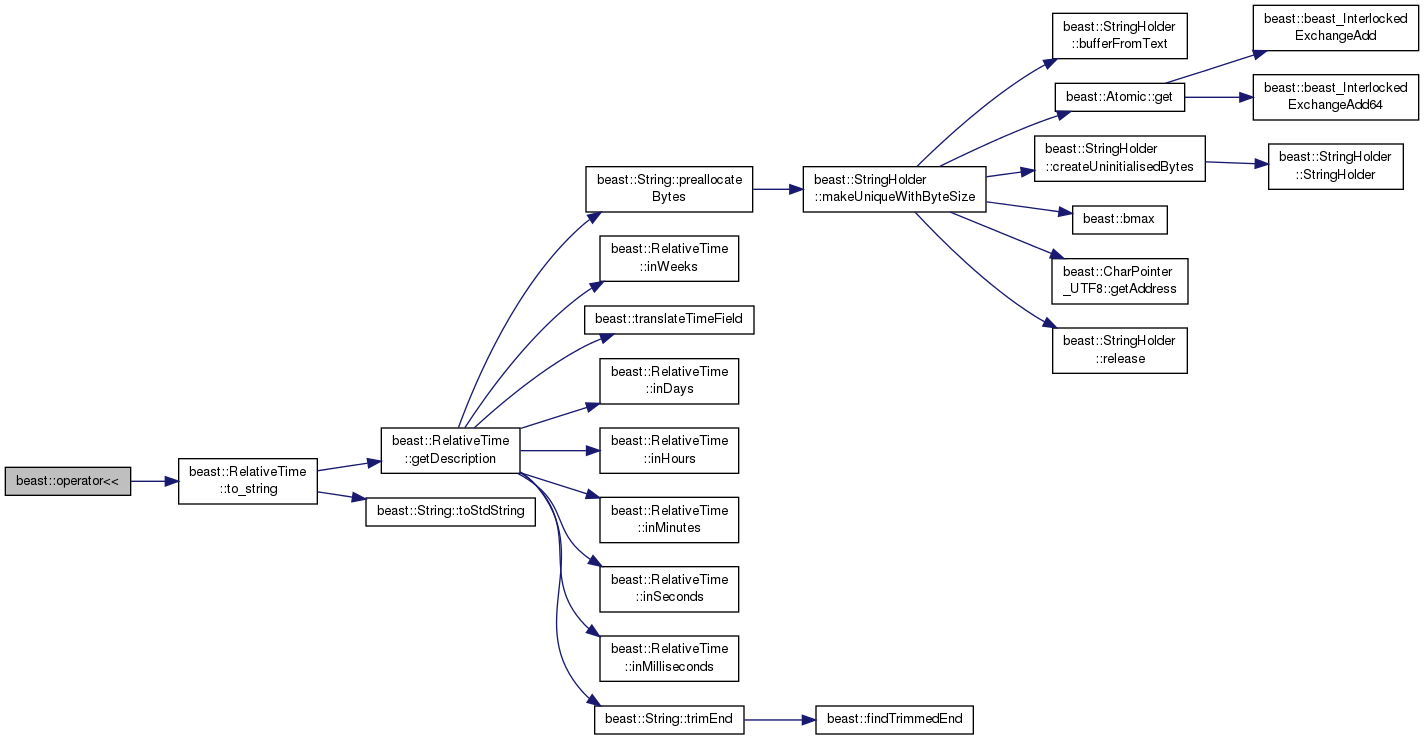 beast::operator<<
beast::RelativeTime
::to_string
beast::RelativeTime
::getDescription
beast::String::toStdString
beast::String::preallocate
Bytes
beast::RelativeTime
::inWeeks
beast::translateTimeField
beast::RelativeTime
::inDays
beast::RelativeTime
::inHours
beast::RelativeTime
::inMinutes
beast::RelativeTime
::inSeconds
beast::RelativeTime
::inMilliseconds
beast::String::trimEnd
beast::StringHolder
::makeUniqueWithByteSize
beast::findTrimmedEnd
beast::StringHolder
::bufferFromText
beast::Atomic::get
beast::StringHolder
::createUninitialisedBytes
beast::bmax
beast::CharPointer
_UTF8::getAddress
beast::StringHolder
::release
beast::beast_Interlocked
ExchangeAdd
beast::beast_Interlocked
ExchangeAdd64
beast::StringHolder
::StringHolder